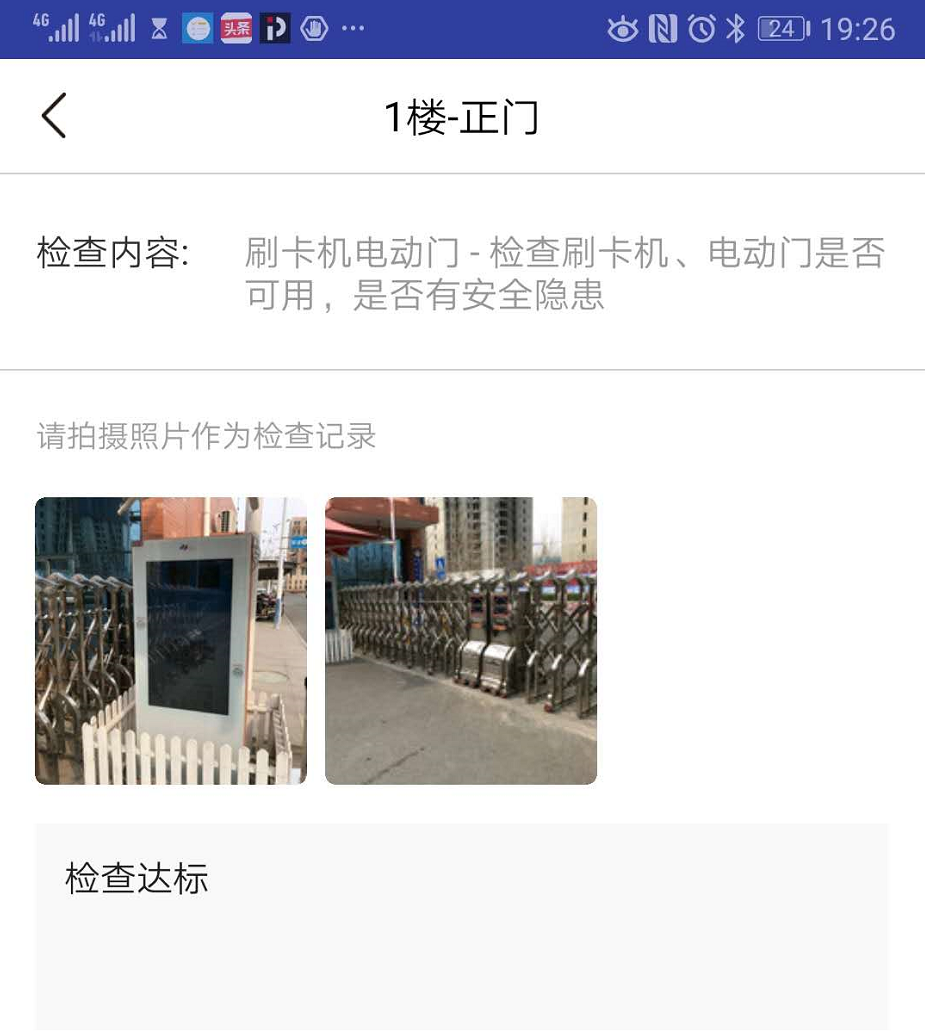 4G 4G 头条 24 19:26
1楼-正门
检查内容: 刷卡机电动门 - 检查刷卡机、电动门是否
可用，是否有安全隐患
请拍摄照片作为检查记录
检查达标